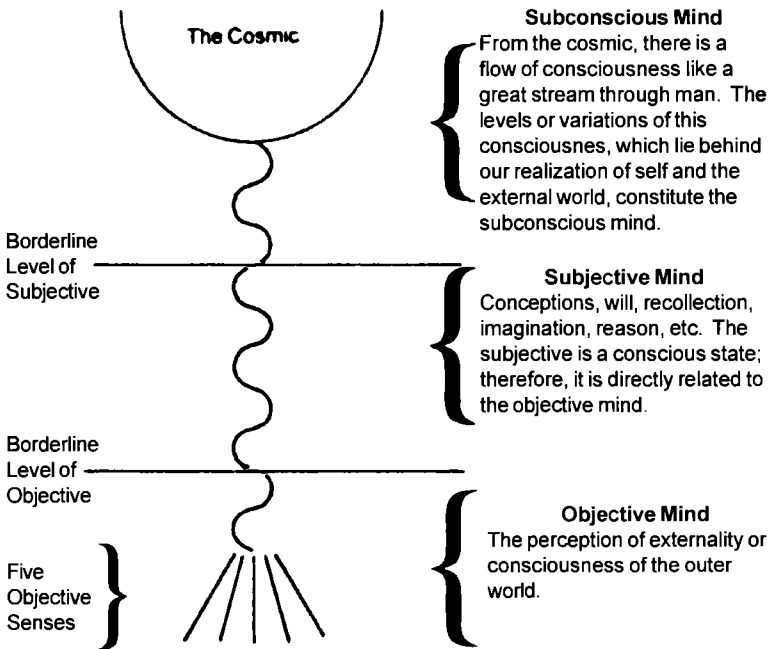 The Cosmic
Subconscious Mind
From the cosmic, there is a
flow of consciousness like a
great stream through man. The
levels or variations of this
consciousnes, which lie behind
our realization of self and the
external world, constitute the
subconscious mind.
Borderline
Level of
Subjective
Subjective Mind
Conceptions, will, recollection,
imagination, reason, etc. The
subjective is a conscious state;
therefore, it is directly related to
the objective mind.
Borderline
Level of
Objective
Objective Mind
The perception of externality or
consciousness of the outer
world.
Five
Objective
Senses